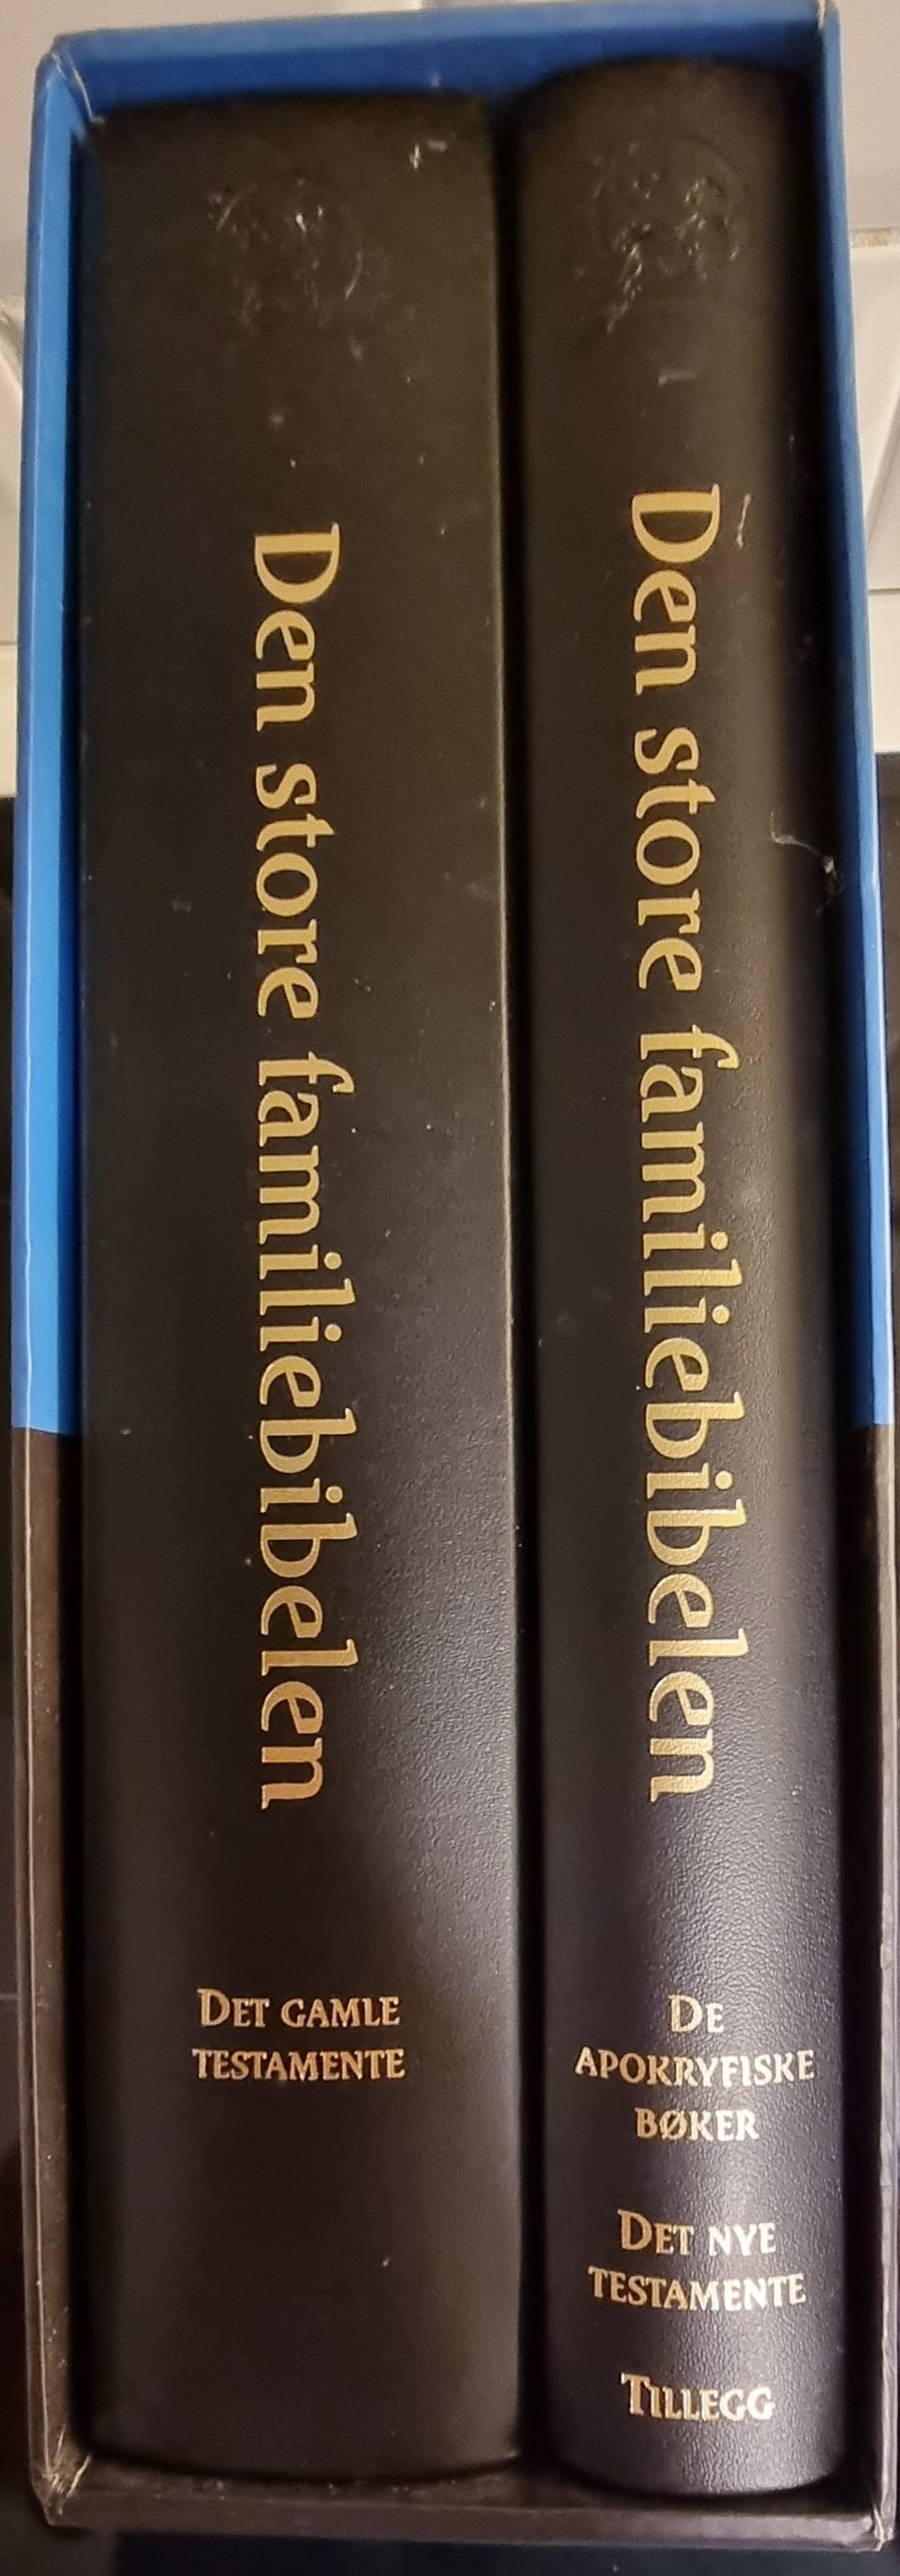 Den store familiebibelen
DET GAMLE
TESTAMENTE
Den store familiebibelen
DE
APOKRYFISKE
BØKER
DET NYE
TESTAMENTE
TILLEGG